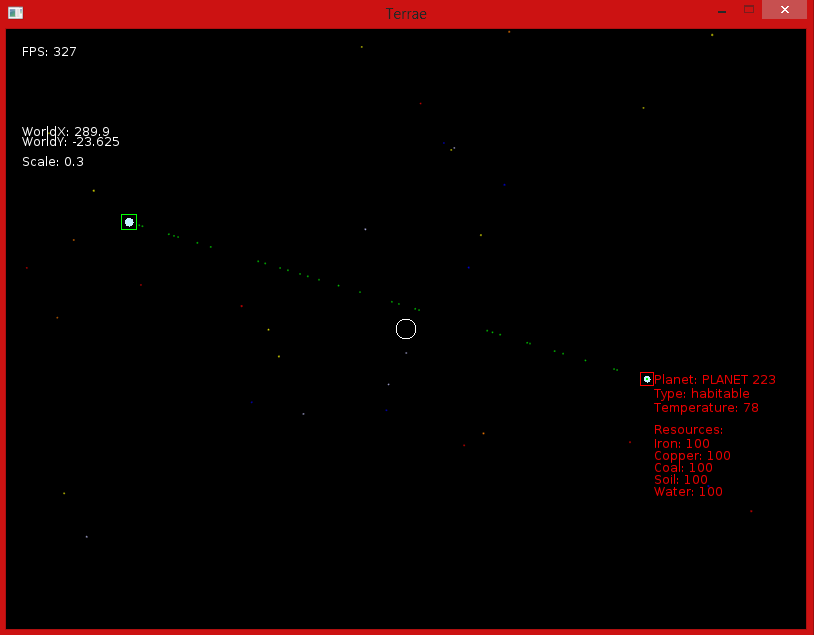 Terrae
FPS: 327
WorldX: 289.9
WorldY: -23.625
Scale: 0.3
Planet: PLANET 223
Type: habitable
Temperature: 78
Resources:
Iron: 100
Copper: 100
Coal: 100
Soil: 100
Water: 100